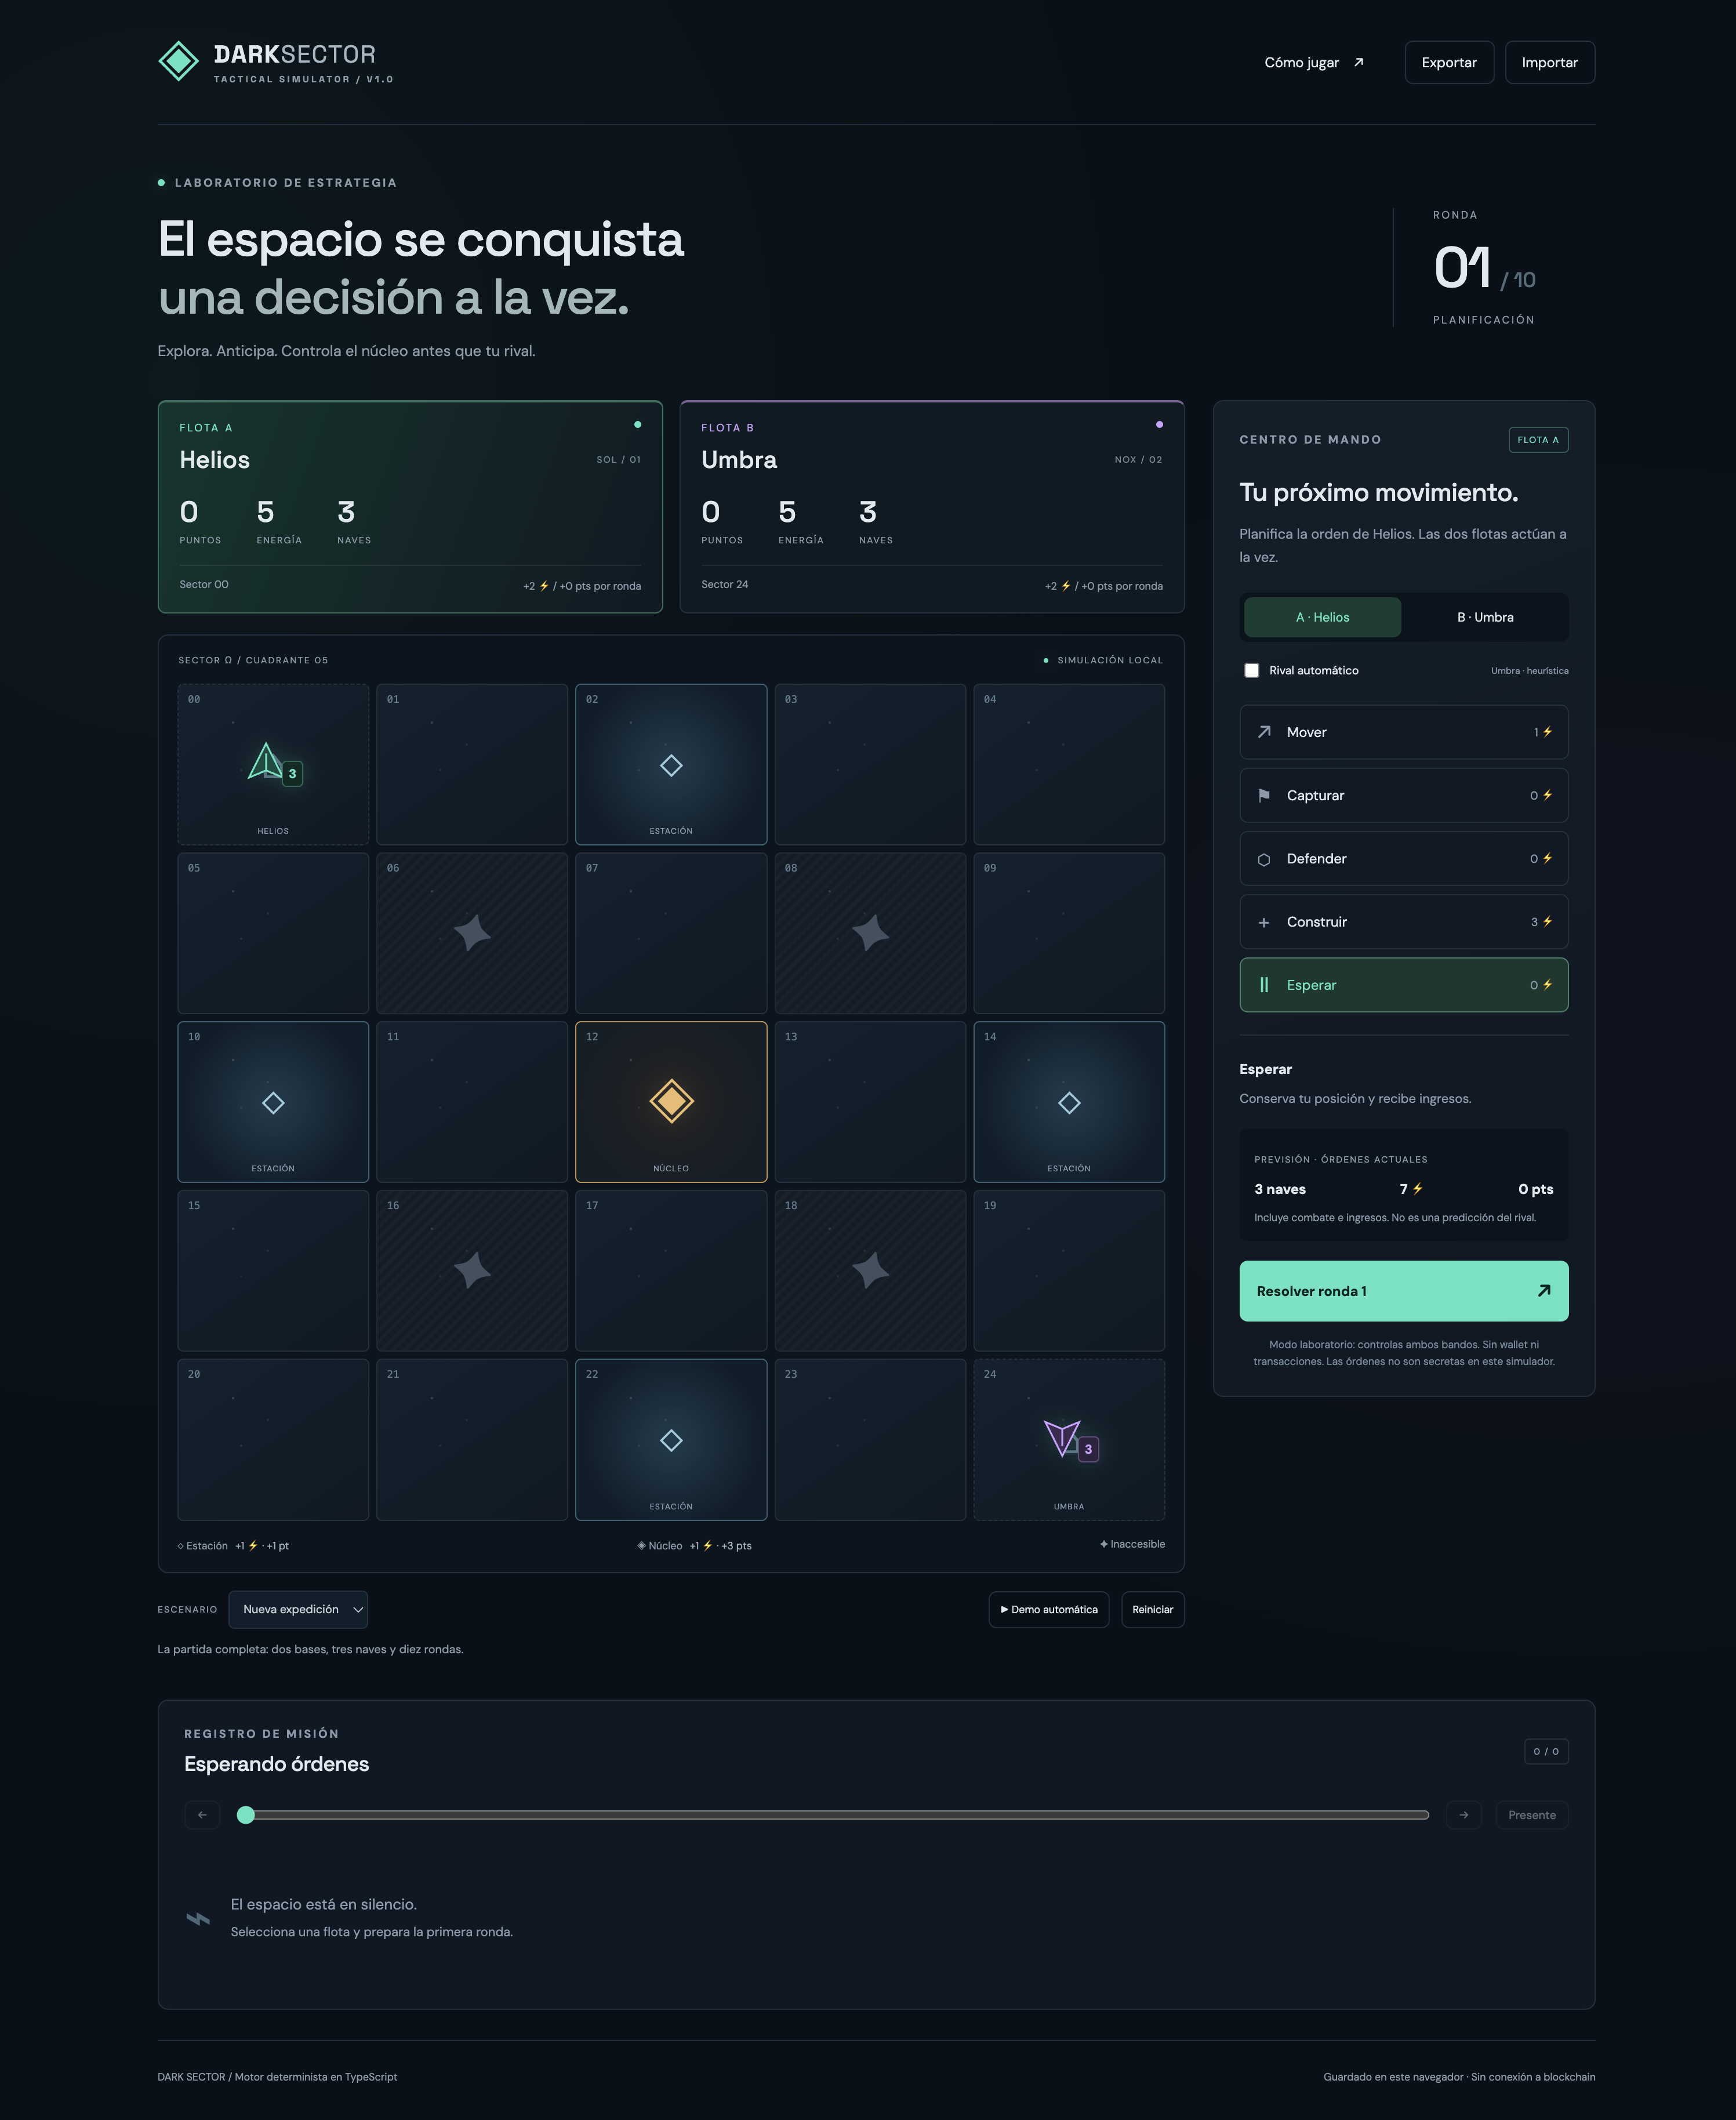 DARKSECTOR
TACTICAL SIMULATOR / V1.0
Cómo jugar ↗
Exportar
Importar
LABORATORIO DE ESTRATEGIA
El espacio se conquista
una decisión a la vez.
Explora. Anticipa. Controla el núcleo antes que tu rival.
RONDA
01 / 10
PLANIFICACIÓN
FLOTA A
Helios
SOL / 01
0 5 3
PUNTOS ENERGÍA NAVES
Sector 00
+2 ⚡ / +0 pts por ronda
FLOTA B
Umbra
NOX / 02
0 5 3
PUNTOS ENERGÍA NAVES
Sector 24
+2 ⚡ / +0 pts por ronda
SECTOR Ω / CUADRANTE 05
SIMULACIÓN LOCAL
00 01 02 03 04
3
HELIOS
ESTACIÓN
05 06 07 08 09
10 11 12 13 14
ESTACIÓN
NÚCLEO
ESTACIÓN
15 16 17 18 19
20 21 22 23 24
3
ESTACIÓN
UMBRA
◇ Estación +1 ⚡ · +1 pt
◈ Núcleo +1 ⚡ · +3 pts
✦ Inaccesible
ESCENARIO
Nueva expedición
▶ Demo automática
Reiniciar
La partida completa: dos bases, tres naves y diez rondas.
CENTRO DE MANDO
FLOTA A
Tu próximo movimiento.
Planifica la orden de Helios. Las dos flotas actúan a
la vez.
A · Helios
B · Umbra
Rival automático
Umbra · heurística
↗ Mover 1 ⚡
⚑ Capturar 0 ⚡
⬡ Defender 0 ⚡
+ Construir 3 ⚡
Esperar 0 ⚡
Esperar
Conserva tu posición y recibe ingresos.
PREVISIÓN · ÓRDENES ACTUALES
3 naves 7 ⚡ 0 pts
Incluye combate e ingresos. No es una predicción del rival.
Resolver ronda 1 ↗
Modo laboratorio: controlas ambos bandos. Sin wallet ni
transacciones. Las órdenes no son secretas en este simulador.
REGISTRO DE MISIÓN
Esperando órdenes
0 / 0
←
→
Presente
El espacio está en silencio.
Selecciona una flota y prepara la primera ronda.
DARK SECTOR / Motor determinista en TypeScript
Guardado en este navegador · Sin conexión a blockchain